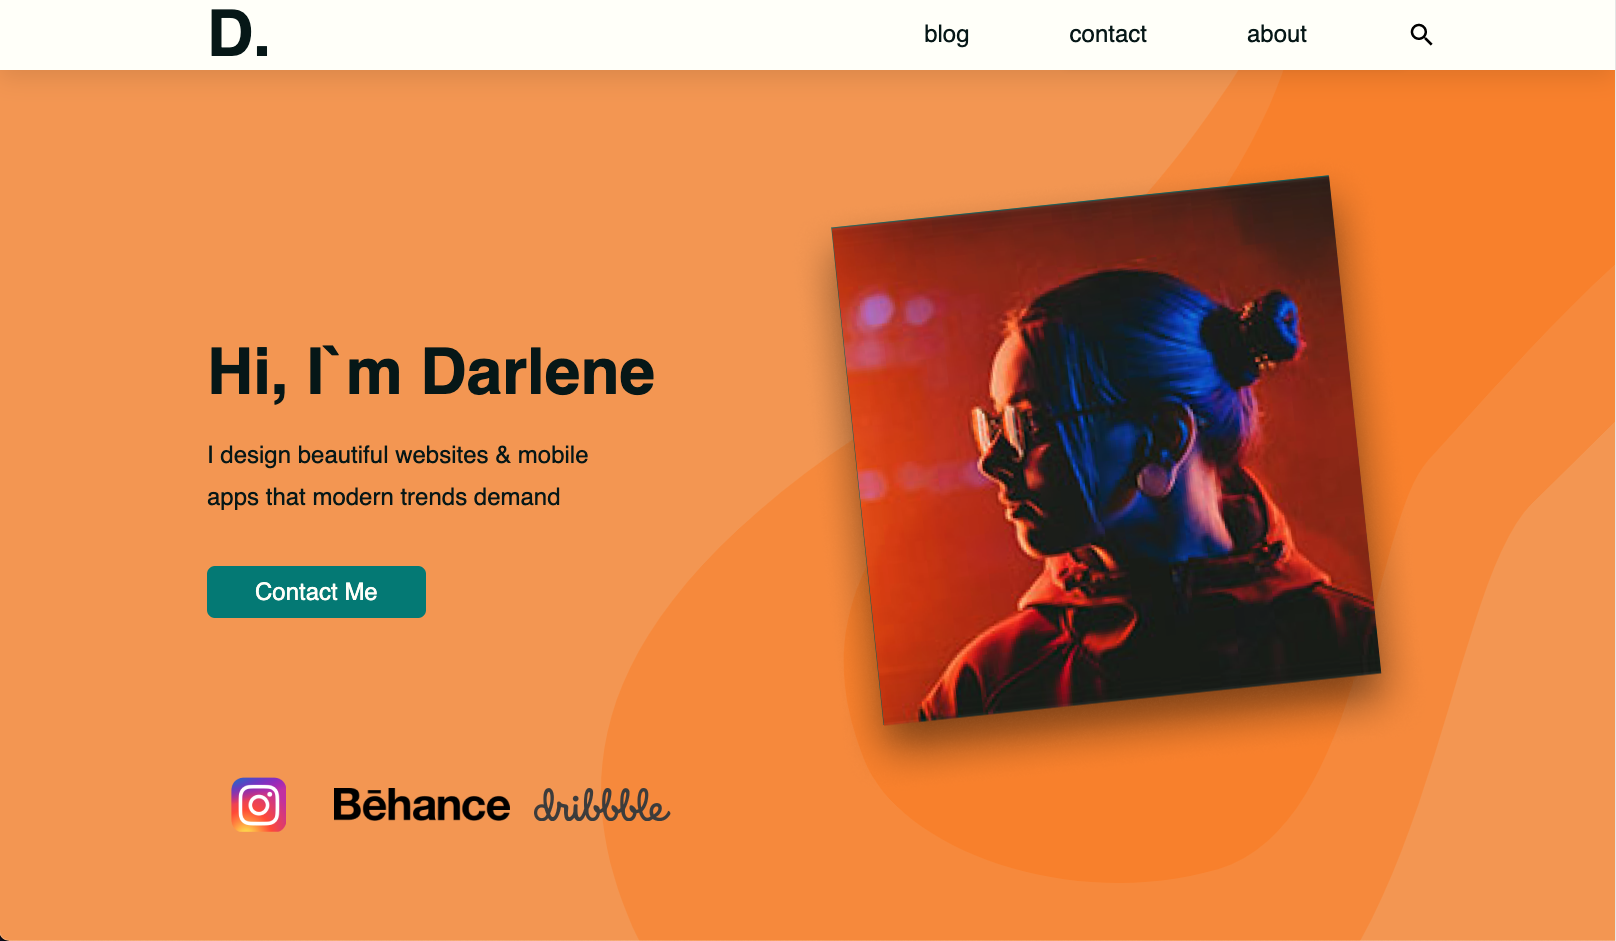 D.
blog
contact
about
Hi, I`m Darlene
I design beautiful websites & mobile
apps that modern trends demand
Contact Me
Bēhance
dribbble